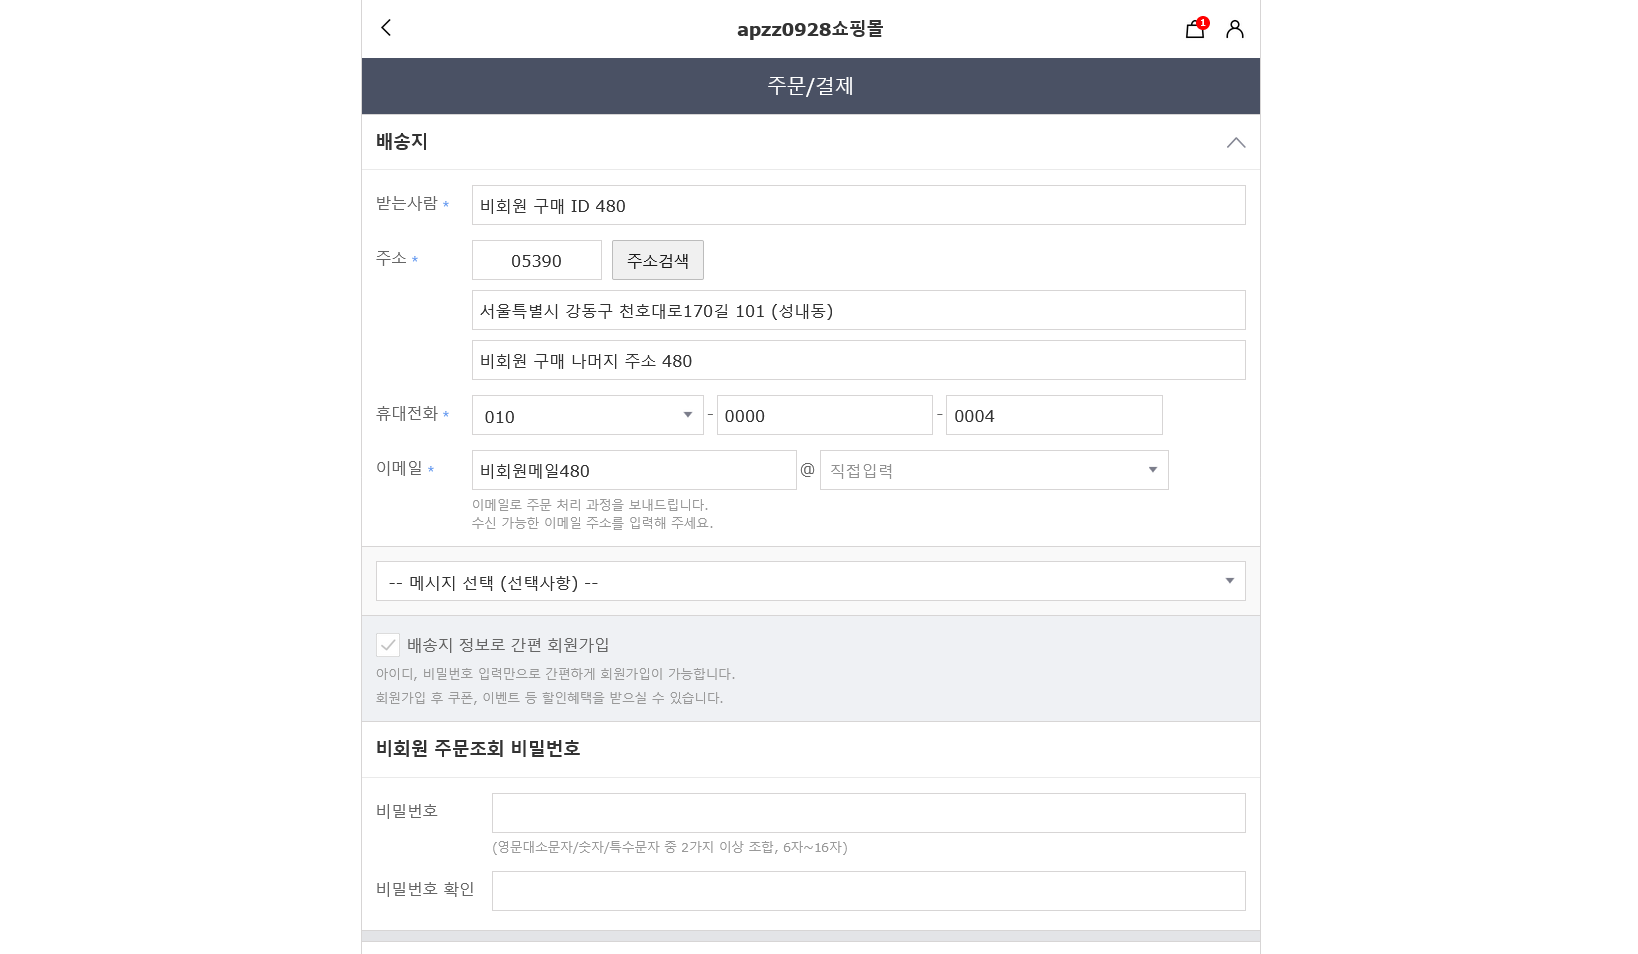 apzz0928쇼핑몰
1
주문/결제
배송지
받는사람 *
비회원 구매 ID 480
주소 *
05390
주소검색
서울특별시 강동구 천호대로170길 101 (성내동)
비회원 구매 나머지 주소 480
휴대전화 *
010 - 0000 - 0004
이메일 *
비회원메일480 @ 직접입력
이메일로 주문 처리 과정을 보내드립니다.
수신 가능한 이메일 주소를 입력해 주세요.
-- 메시지 선택 (선택사항) --
배송지 정보로 간편 회원가입
아이디, 비밀번호 입력만으로 간편하게 회원가입이 가능합니다.
회원가입 후 쿠폰, 이벤트 등 할인혜택을 받으실 수 있습니다.
비회원 주문조회 비밀번호
비밀번호
(영문대소문자/숫자/특수문자 중 2가지 이상 조합, 6자~16자)
비밀번호 확인